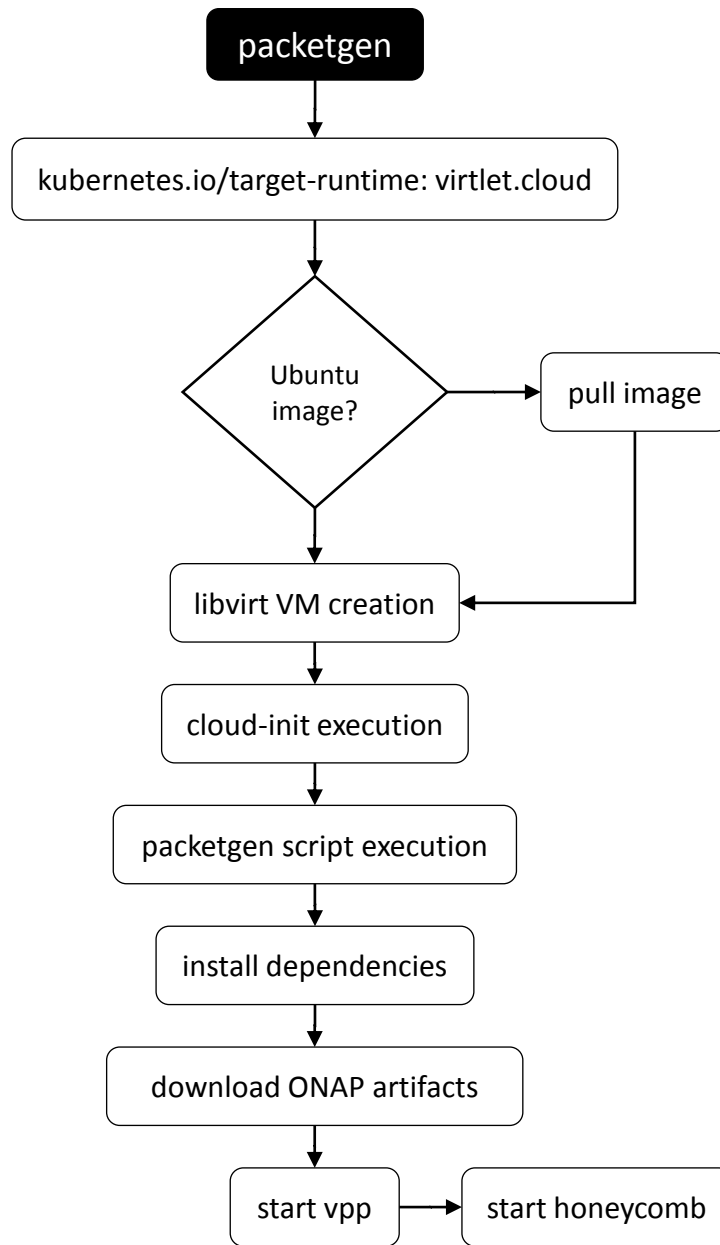 packetgen
kubernetes.io/target-runtime: virtlet.cloud
Ubuntu
image?
pull image
libvirt VM creation
cloud-init execution
packetgen script execution
install dependencies
download ONAP artifacts
start vpp
start honeycomb